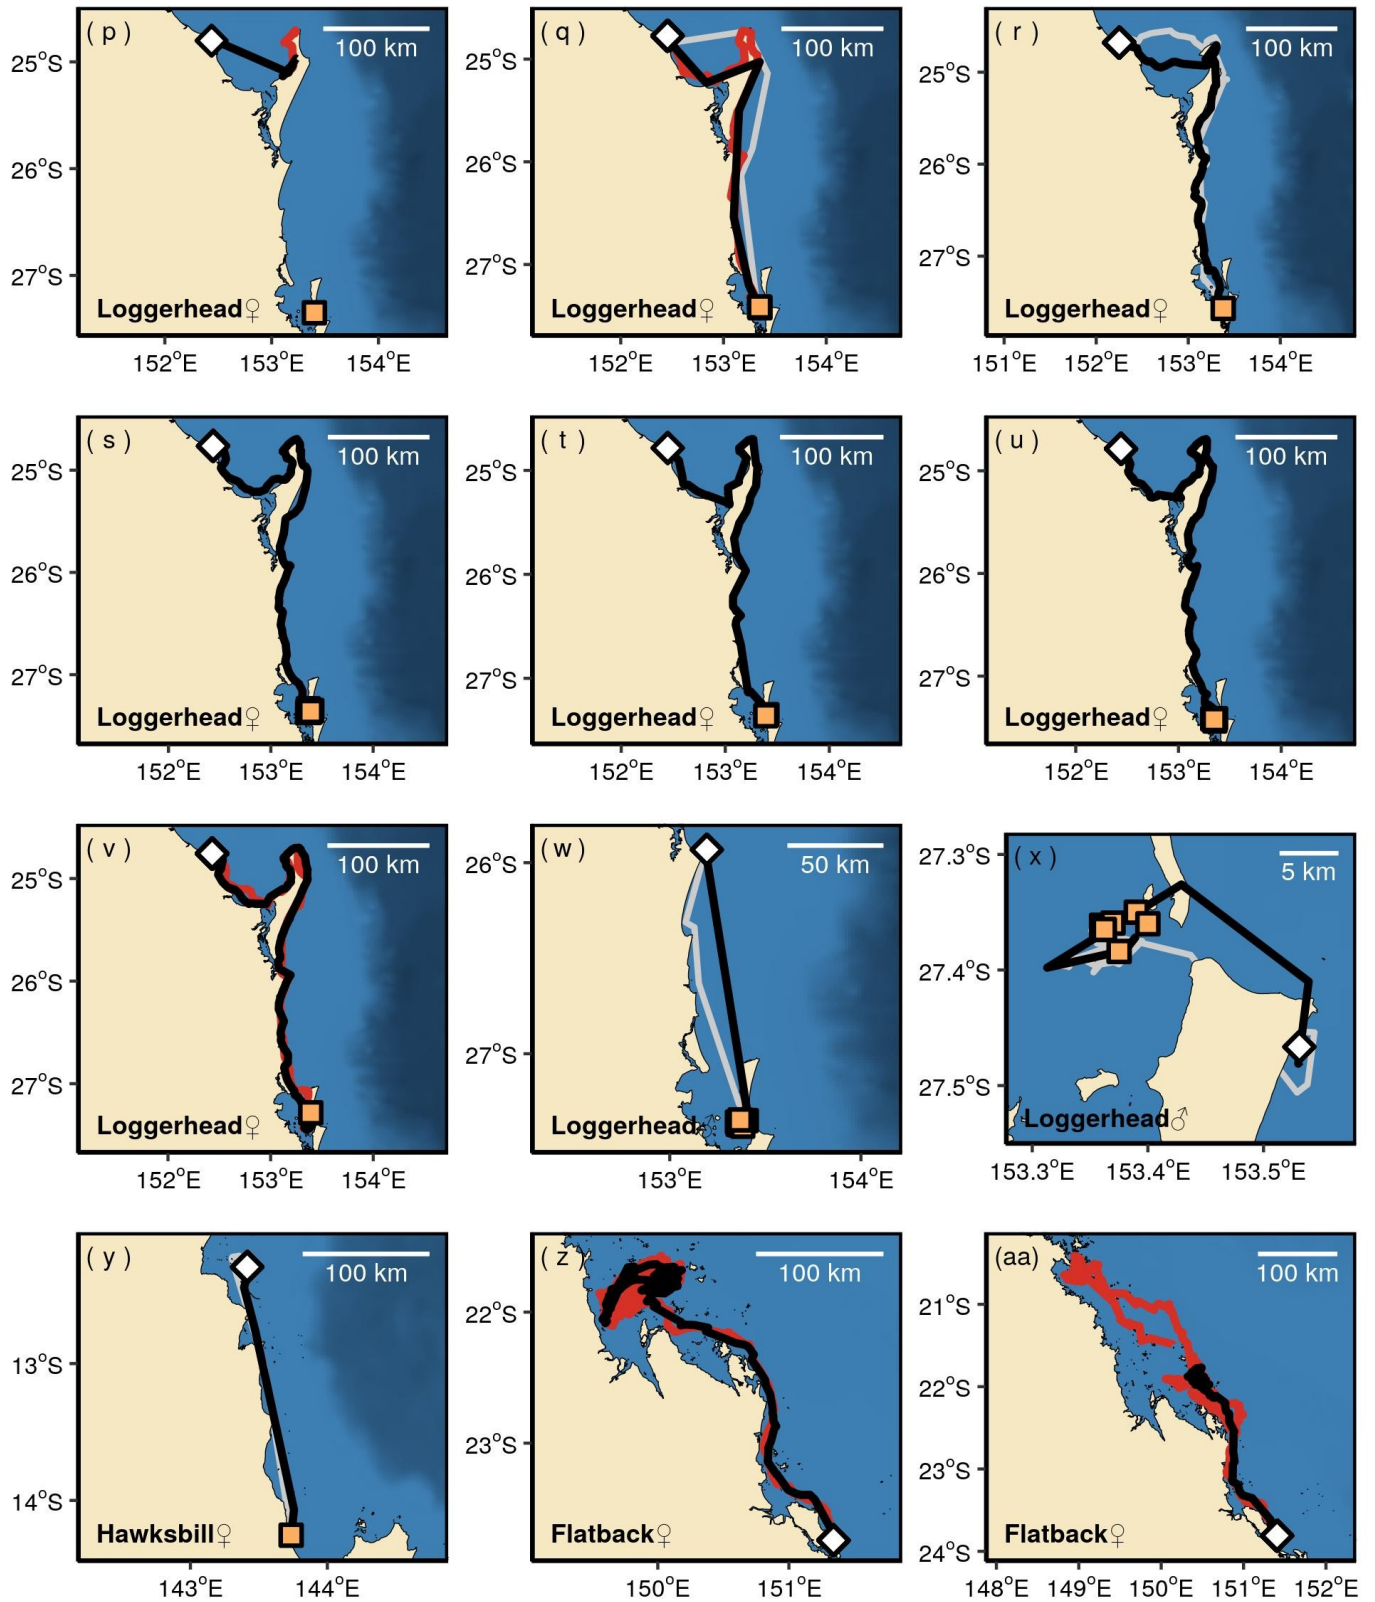 ( p )
100 km
25°S
26°S
27°S
Loggerhead♀
152°E 153°E 154°E
( q )
100 km
25°S
26°S
27°S
Loggerhead♀
152°E 153°E 154°E
( r )
100 km
25°S
26°S
27°S
Loggerhead♀
151°E 152°E 153°E 154°E
( s )
100 km
25°S
26°S
27°S
Loggerhead♀
152°E 153°E 154°E
( t )
100 km
25°S
26°S
27°S
Loggerhead♀
152°E 153°E 154°E
( u )
100 km
25°S
26°S
27°S
Loggerhead♀
152°E 153°E 154°E
( v )
100 km
25°S
26°S
27°S
Loggerhead♀
152°E 153°E 154°E
( w )
50 km
26°S
27°S
Loggerhead♂
153°E 154°E
( x )
5 km
27.3°S
27.4°S
27.5°S
Loggerhead♂
153.3°E 153.4°E 153.5°E
( y )
100 km
13°S
14°S
Hawksbill♀
143°E 144°E
( z )
100 km
22°S
23°S
Flatback♀
150°E 151°E
(aa)
100 km
21°S
22°S
23°S
24°S
Flatback♀
148°E 149°E 150°E 151°E 152°E